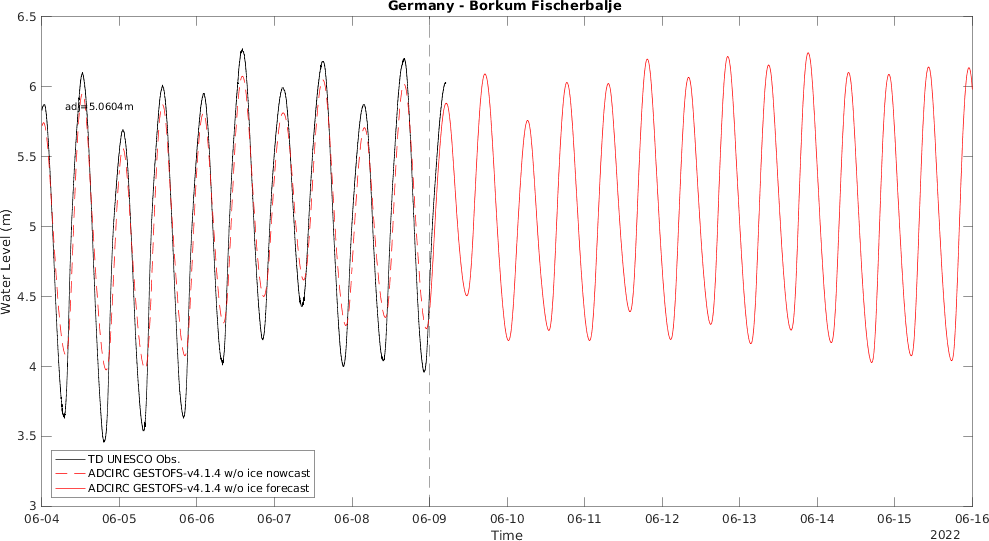 Germany - Borkum Fischerbalje
6.5
6
5.5
5
4.5
4
3.5
3
Water Level (m)
adj=5.0604m
TD UNESCO Obs.
ADCIRC GESTOFS-v4.1.4 w/o ice nowcast
ADCIRC GESTOFS-v4.1.4 w/o ice forecast
06-04 06-05 06-06 06-07 06-08 06-09 06-10 06-11 06-12 06-13 06-14 06-15 06-16
Time
2022